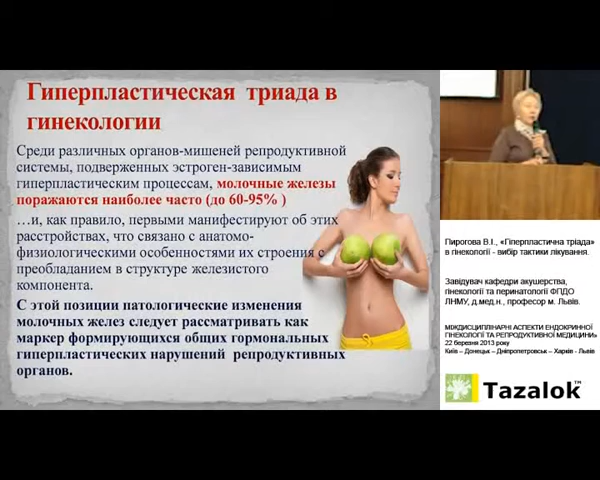 Гиперпластическая триада в
гинекологии
Среди различных органов-мишеней репродуктивной
системы, подверженных эстроген-зависимым
гиперпластическим процессам, молочные железы
поражаются наиболее часто (до 60-95% )
…и, как правило, первыми манифестируют об этих
расстройствах, что связано с анатомо-
физиологическими особенностями их строения с
преобладанием в структуре железистого
компонента.
С этой позиции патологические изменения
молочных желез следует рассматривать как
маркер формирующихся общих гормональных
гиперпластических нарушений репродуктивных
органов.
Пирогова В.І., «Гіперпластична тріада»
в гінекології - вибір тактики лікування.
Завідувач кафедри акушерства,
гінекології та перинатології ФПДО
ЛНМУ, д.мед.н., професор м. Львів.
МІЖДИСЦИПЛІНАРНІ АСПЕКТИ ЕНДОКРИННОЇ
ГІНЕКОЛОГІЇ ТА РЕПРОДУКТИВНОЇ МЕДИЦИНИ»
22 березня 2013 року
Київ – Донецьк – Дніпропетровськ – Харків - Львів
Tazalok™